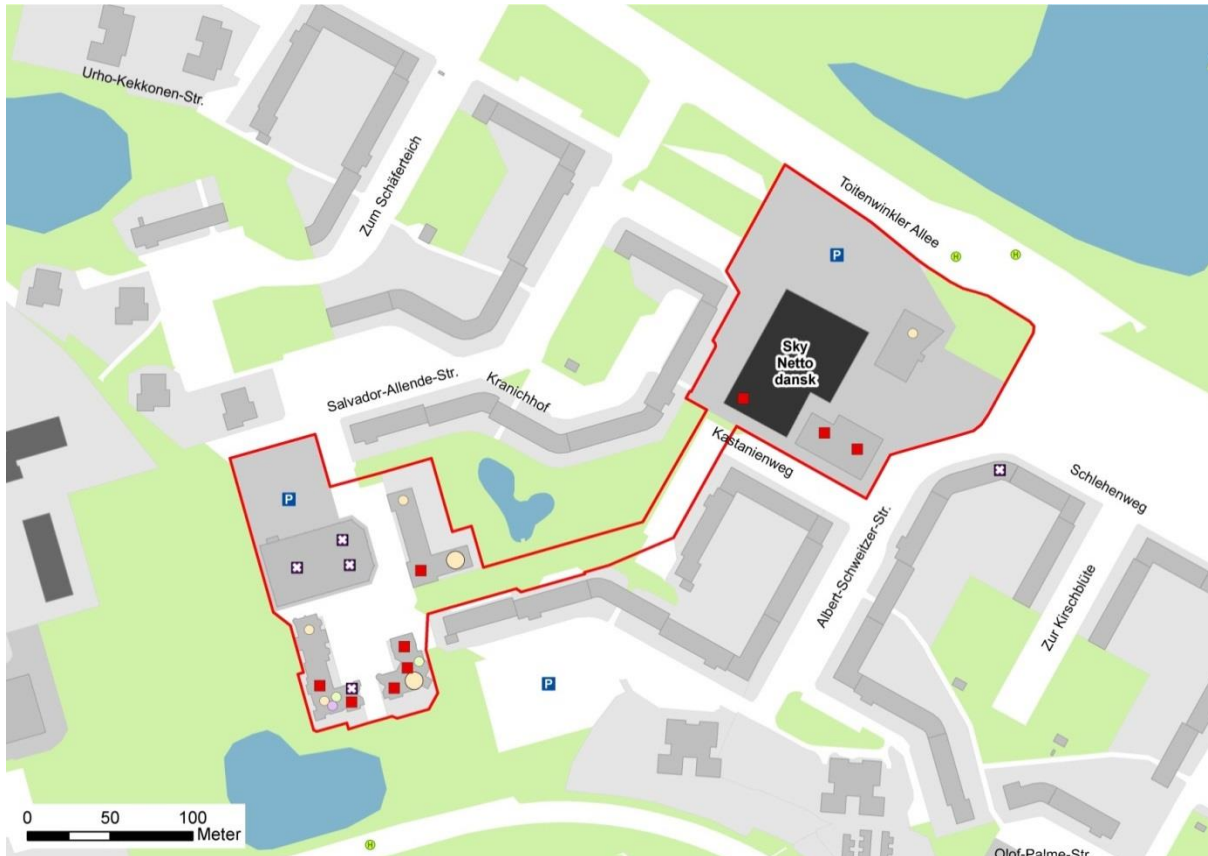 Urho-Kekkonen-Str.
Zum Schäferteich
Toitenwinkler Allee
P
H
H
Sky
Netto
dansk
Salvador-Allende-Str.
Kranichhof
Kastanienweg
Schlehenweg
P
Albert-Schweitzer-Str.
Zur Kirschblüte
P
0 50 100
Meter
H
Olof-Palme-Str.